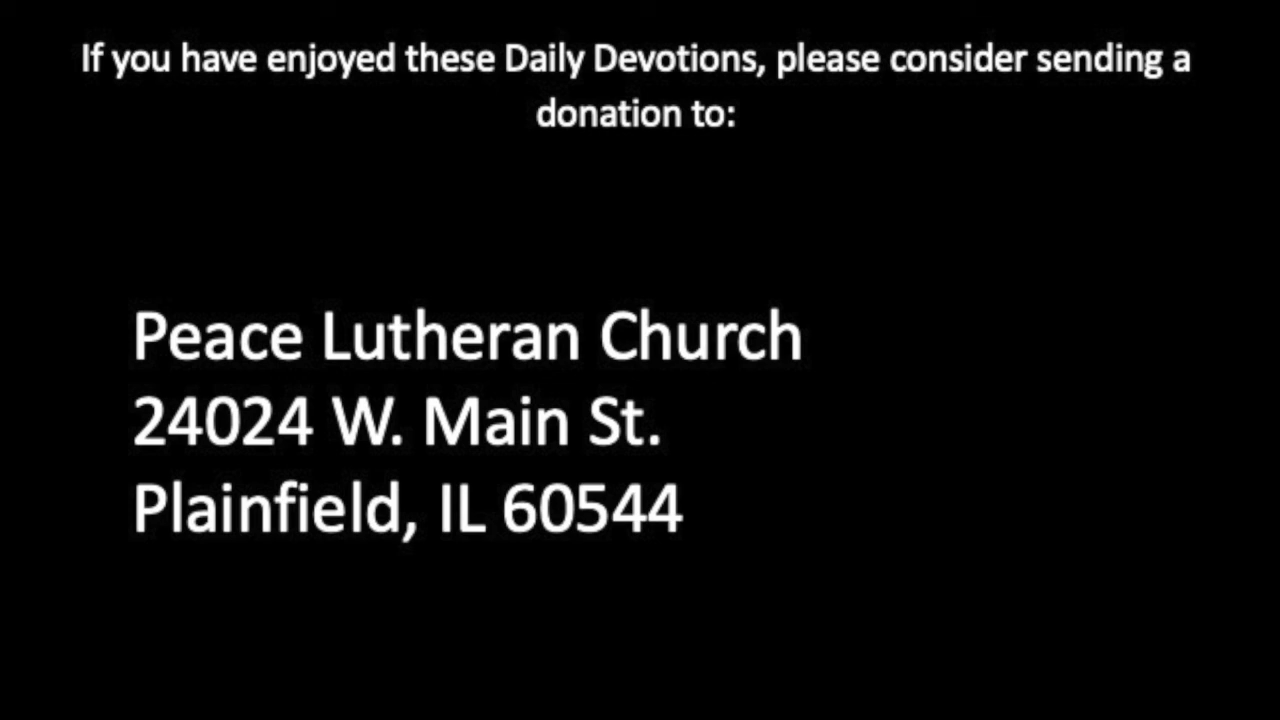 If you have enjoyed these Daily Devotions, please consider sending a
donation to:
Peace Lutheran Church
24024 W. Main St.
Plainfield, IL 60544